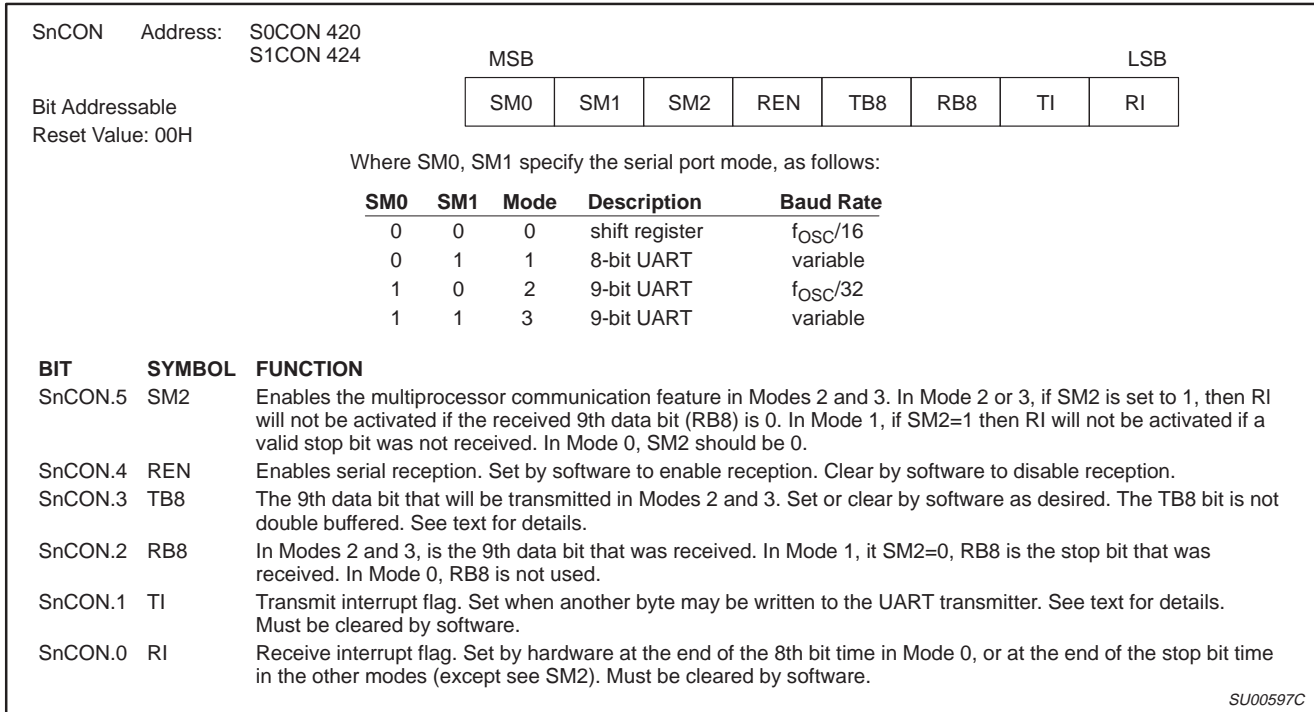 SnCON Address: S0CON 420
S1CON 424
MSB LSB
Bit Addressable
Reset Value: 00H
SM0 SM1 SM2 REN TB8 RB8 TI RI
Where SM0, SM1 specify the serial port mode, as follows:
SM0 SM1 Mode Description Baud Rate
0 0 0 shift register fOSC/16
0 1 1 8-bit UART variable
1 0 2 9-bit UART fOSC/32
1 1 3 9-bit UART variable
BIT SYMBOL FUNCTION
SnCON.5 SM2 Enables the multiprocessor communication feature in Modes 2 and 3. In Mode 2 or 3, if SM2 is set to 1, then RI
will not be activated if the received 9th data bit (RB8) is 0. In Mode 1, if SM2=1 then RI will not be activated if a
valid stop bit was not received. In Mode 0, SM2 should be 0.
SnCON.4 REN Enables serial reception. Set by software to enable reception. Clear by software to disable reception.
SnCON.3 TB8 The 9th data bit that will be transmitted in Modes 2 and 3. Set or clear by software as desired. The TB8 bit is not
double buffered. See text for details.
SnCON.2 RB8 In Modes 2 and 3, is the 9th data bit that was received. In Mode 1, it SM2=0, RB8 is the stop bit that was
received. In Mode 0, RB8 is not used.
SnCON.1 TI Transmit interrupt flag. Set when another byte may be written to the UART transmitter. See text for details.
Must be cleared by software.
SnCON.0 RI Receive interrupt flag. Set by hardware at the end of the 8th bit time in Mode 0, or at the end of the stop bit time
in the other modes (except see SM2). Must be cleared by software.
SU00597C